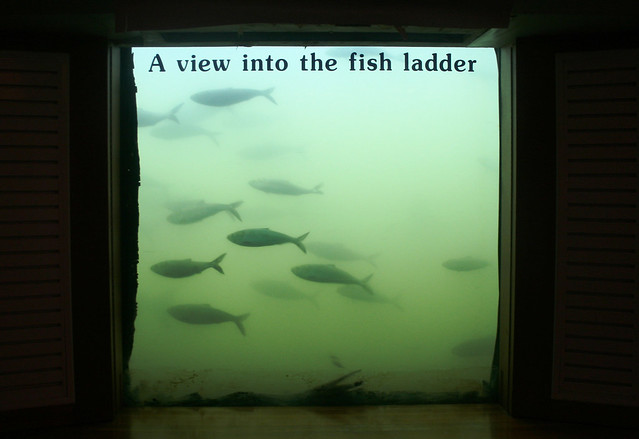 A view into the fish ladder